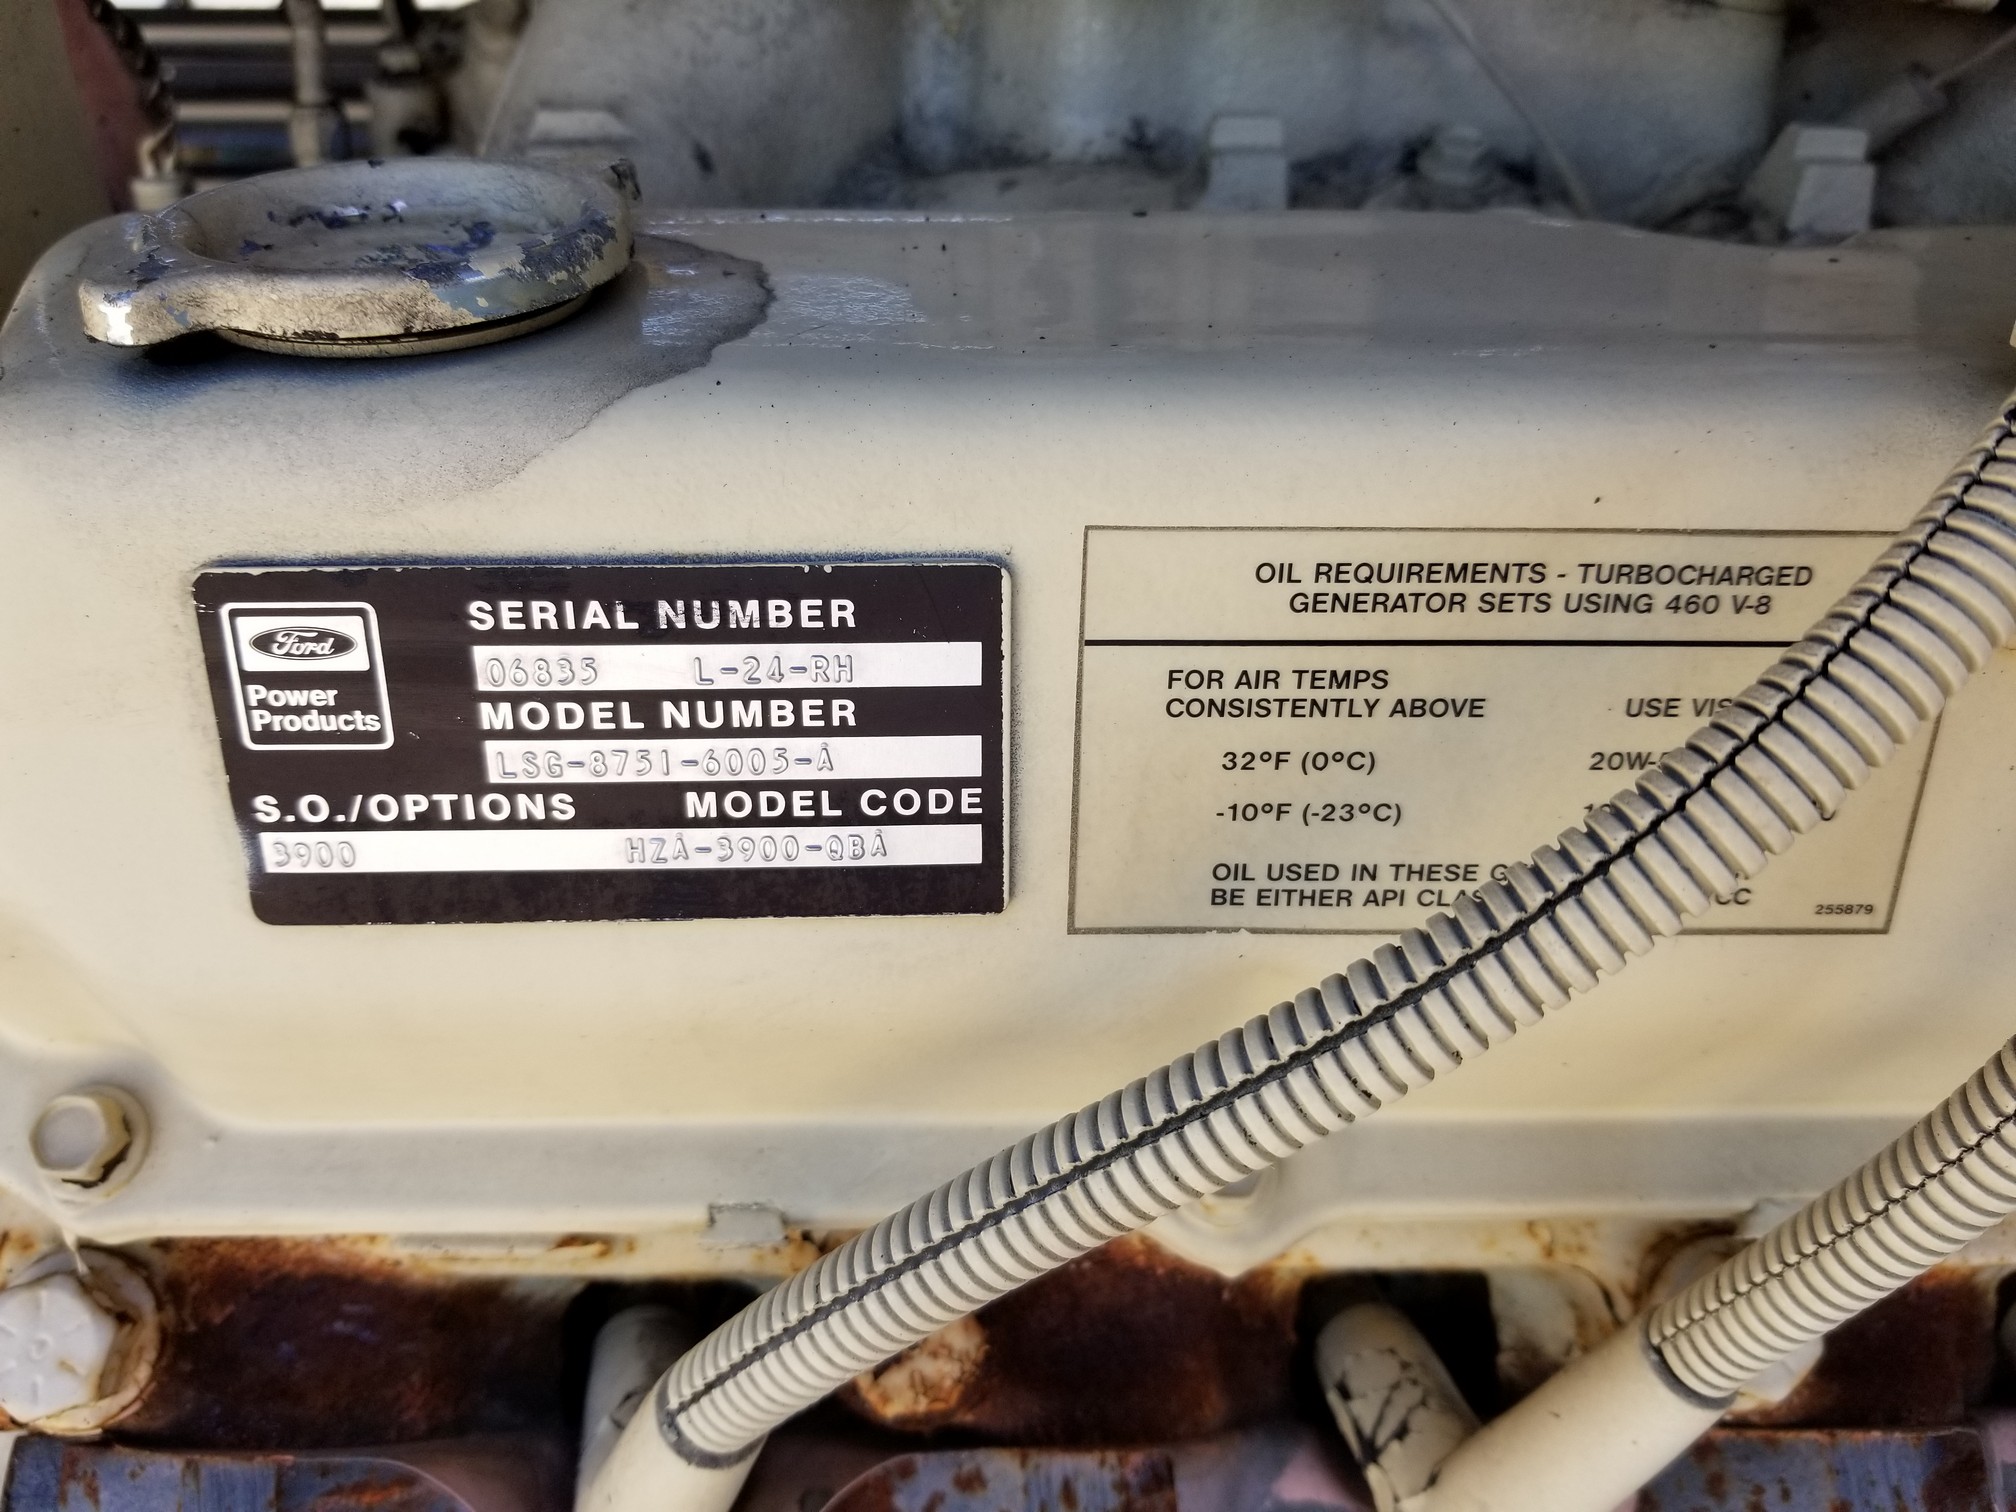 Ford
Power
Products
SERIAL NUMBER
06835 L-24-RH
MODEL NUMBER
LSG-8751-6005-A
S.O./OPTIONS MODEL CODE
3900 HZA-3900-QBA
OIL REQUIREMENTS - TURBOCHARGED
GENERATOR SETS USING 460 V-8
FOR AIR TEMPS
CONSISTENTLY ABOVE USE
32°F (0°C)
-10°F (-23°C)
OIL USED IN THESE
BE EITHER API
255879